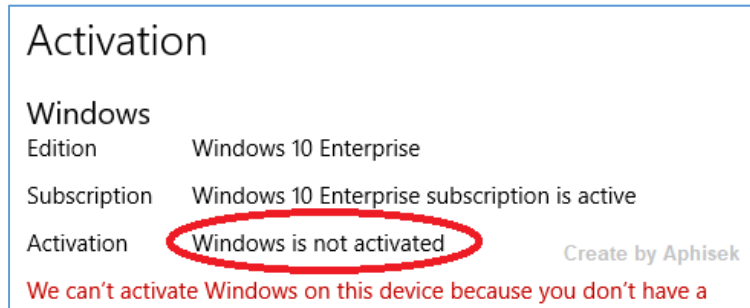 Activation
Windows
Edition Windows 10 Enterprise
Subscription Windows 10 Enterprise subscription is active
Activation Windows is not activated
Create by Aphisek
We can't activate Windows on this device because you don't have a